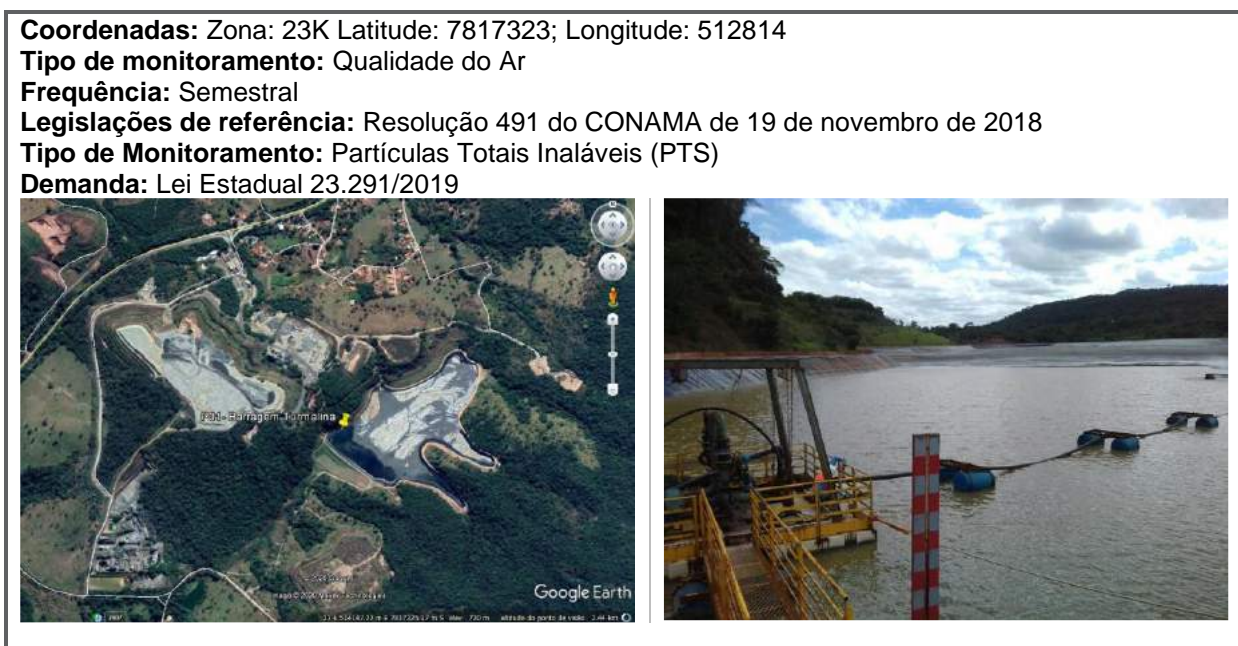 Coordenadas: Zona: 23K Latitude: 7817323; Longitude: 512814
Tipo de monitoramento: Qualidade do Ar
Frequência: Semestral
Legislações de referência: Resolução 491 do CONAMA de 19 de novembro de 2018
Tipo de Monitoramento: Partículas Totais Inaláveis (PTS)
Demanda: Lei Estadual 23.291/2019
Barragem Turmalina
Google Earth